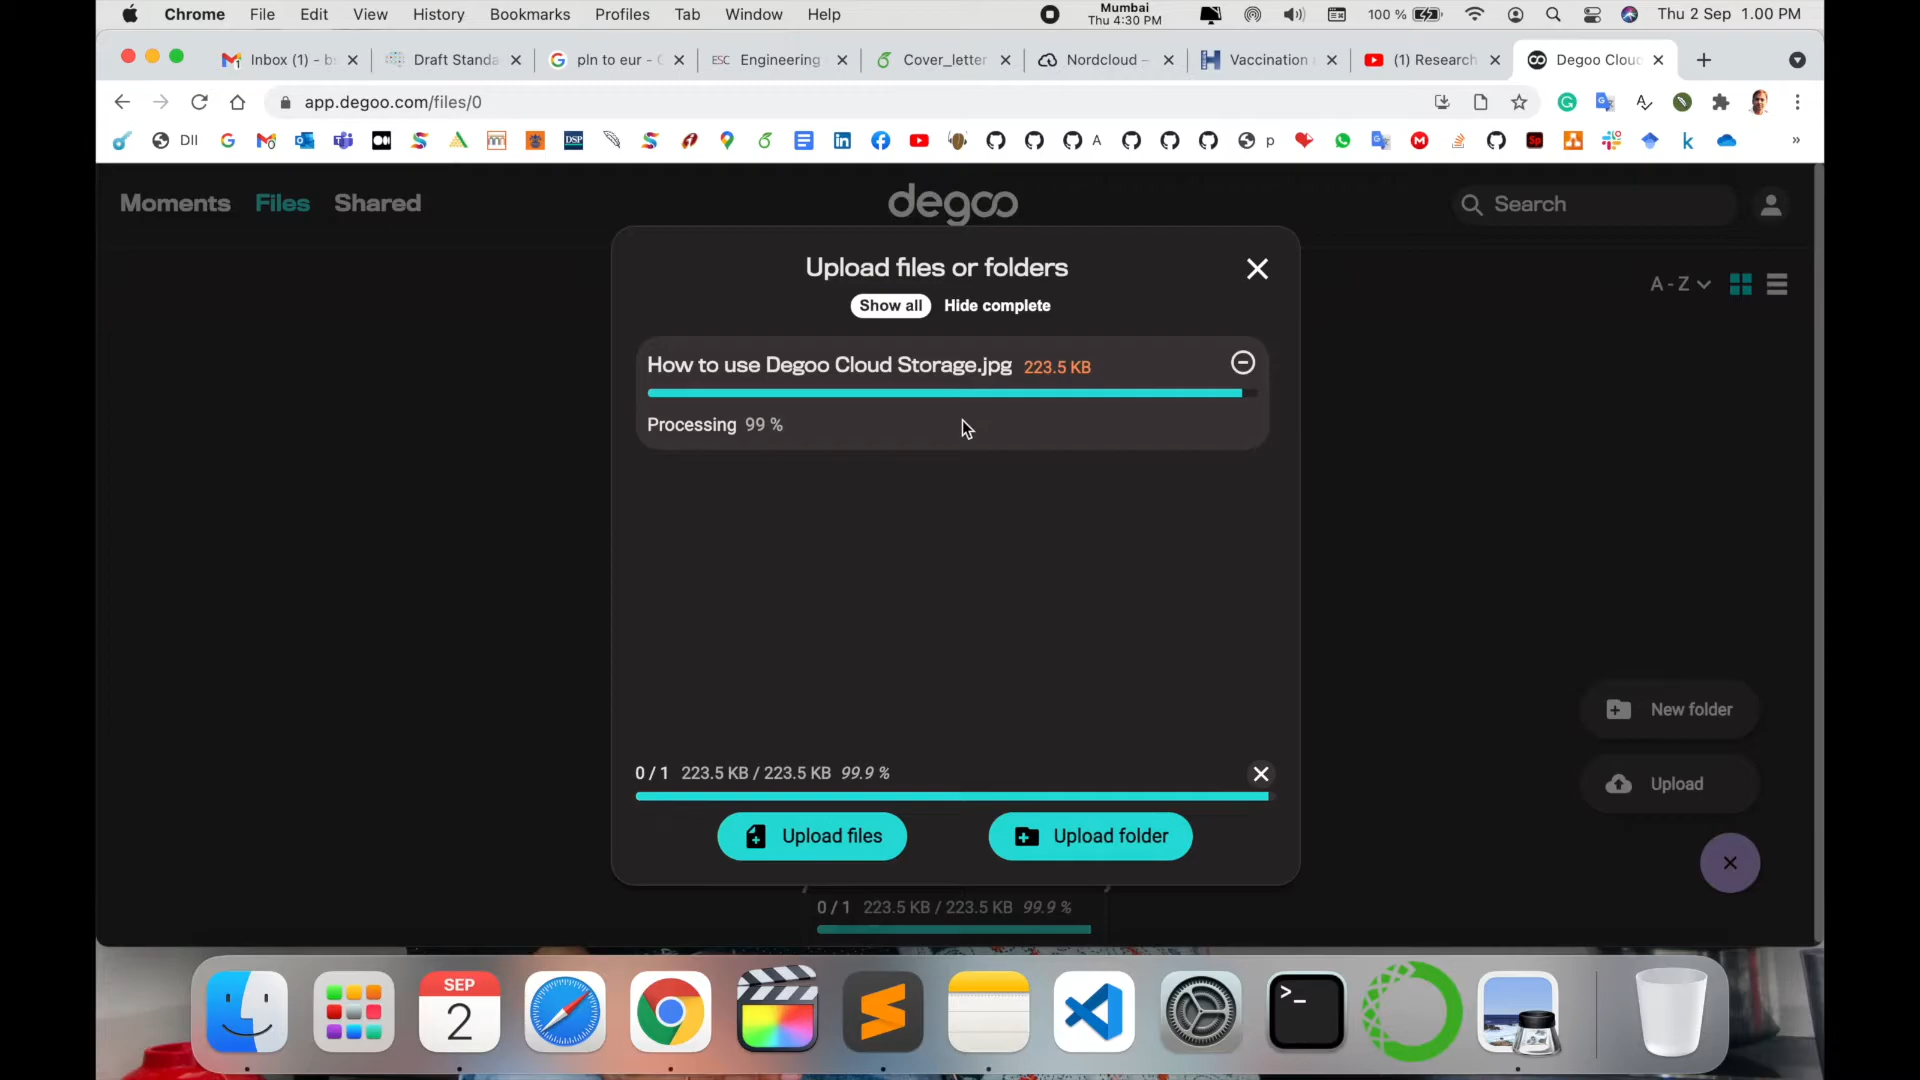 Chrome File Edit View History Bookmarks Profiles Tab Window Help Mumbai Thu 4:30 PM 100 % Thu 2 Sep 1.00 PM
Inbox (1) - b Draft Standa pln to eur - ESC Engineering Cover_letter Nordcloud – Vaccination (1) Research Degoo Clou
app.degoo.com/files/0
DII DSP A p Sp k »
Moments Files Shared degoo Search
Upload files or folders
A - Z
Show all Hide complete
How to use Degoo Cloud Storage.jpg 223.5 KB
Processing 99 %
New folder
0 / 1 223.5 KB / 223.5 KB 99.9 %
Upload
Upload files Upload folder
0 / 1 223.5 KB / 223.5 KB 99.9 %
SEP
2